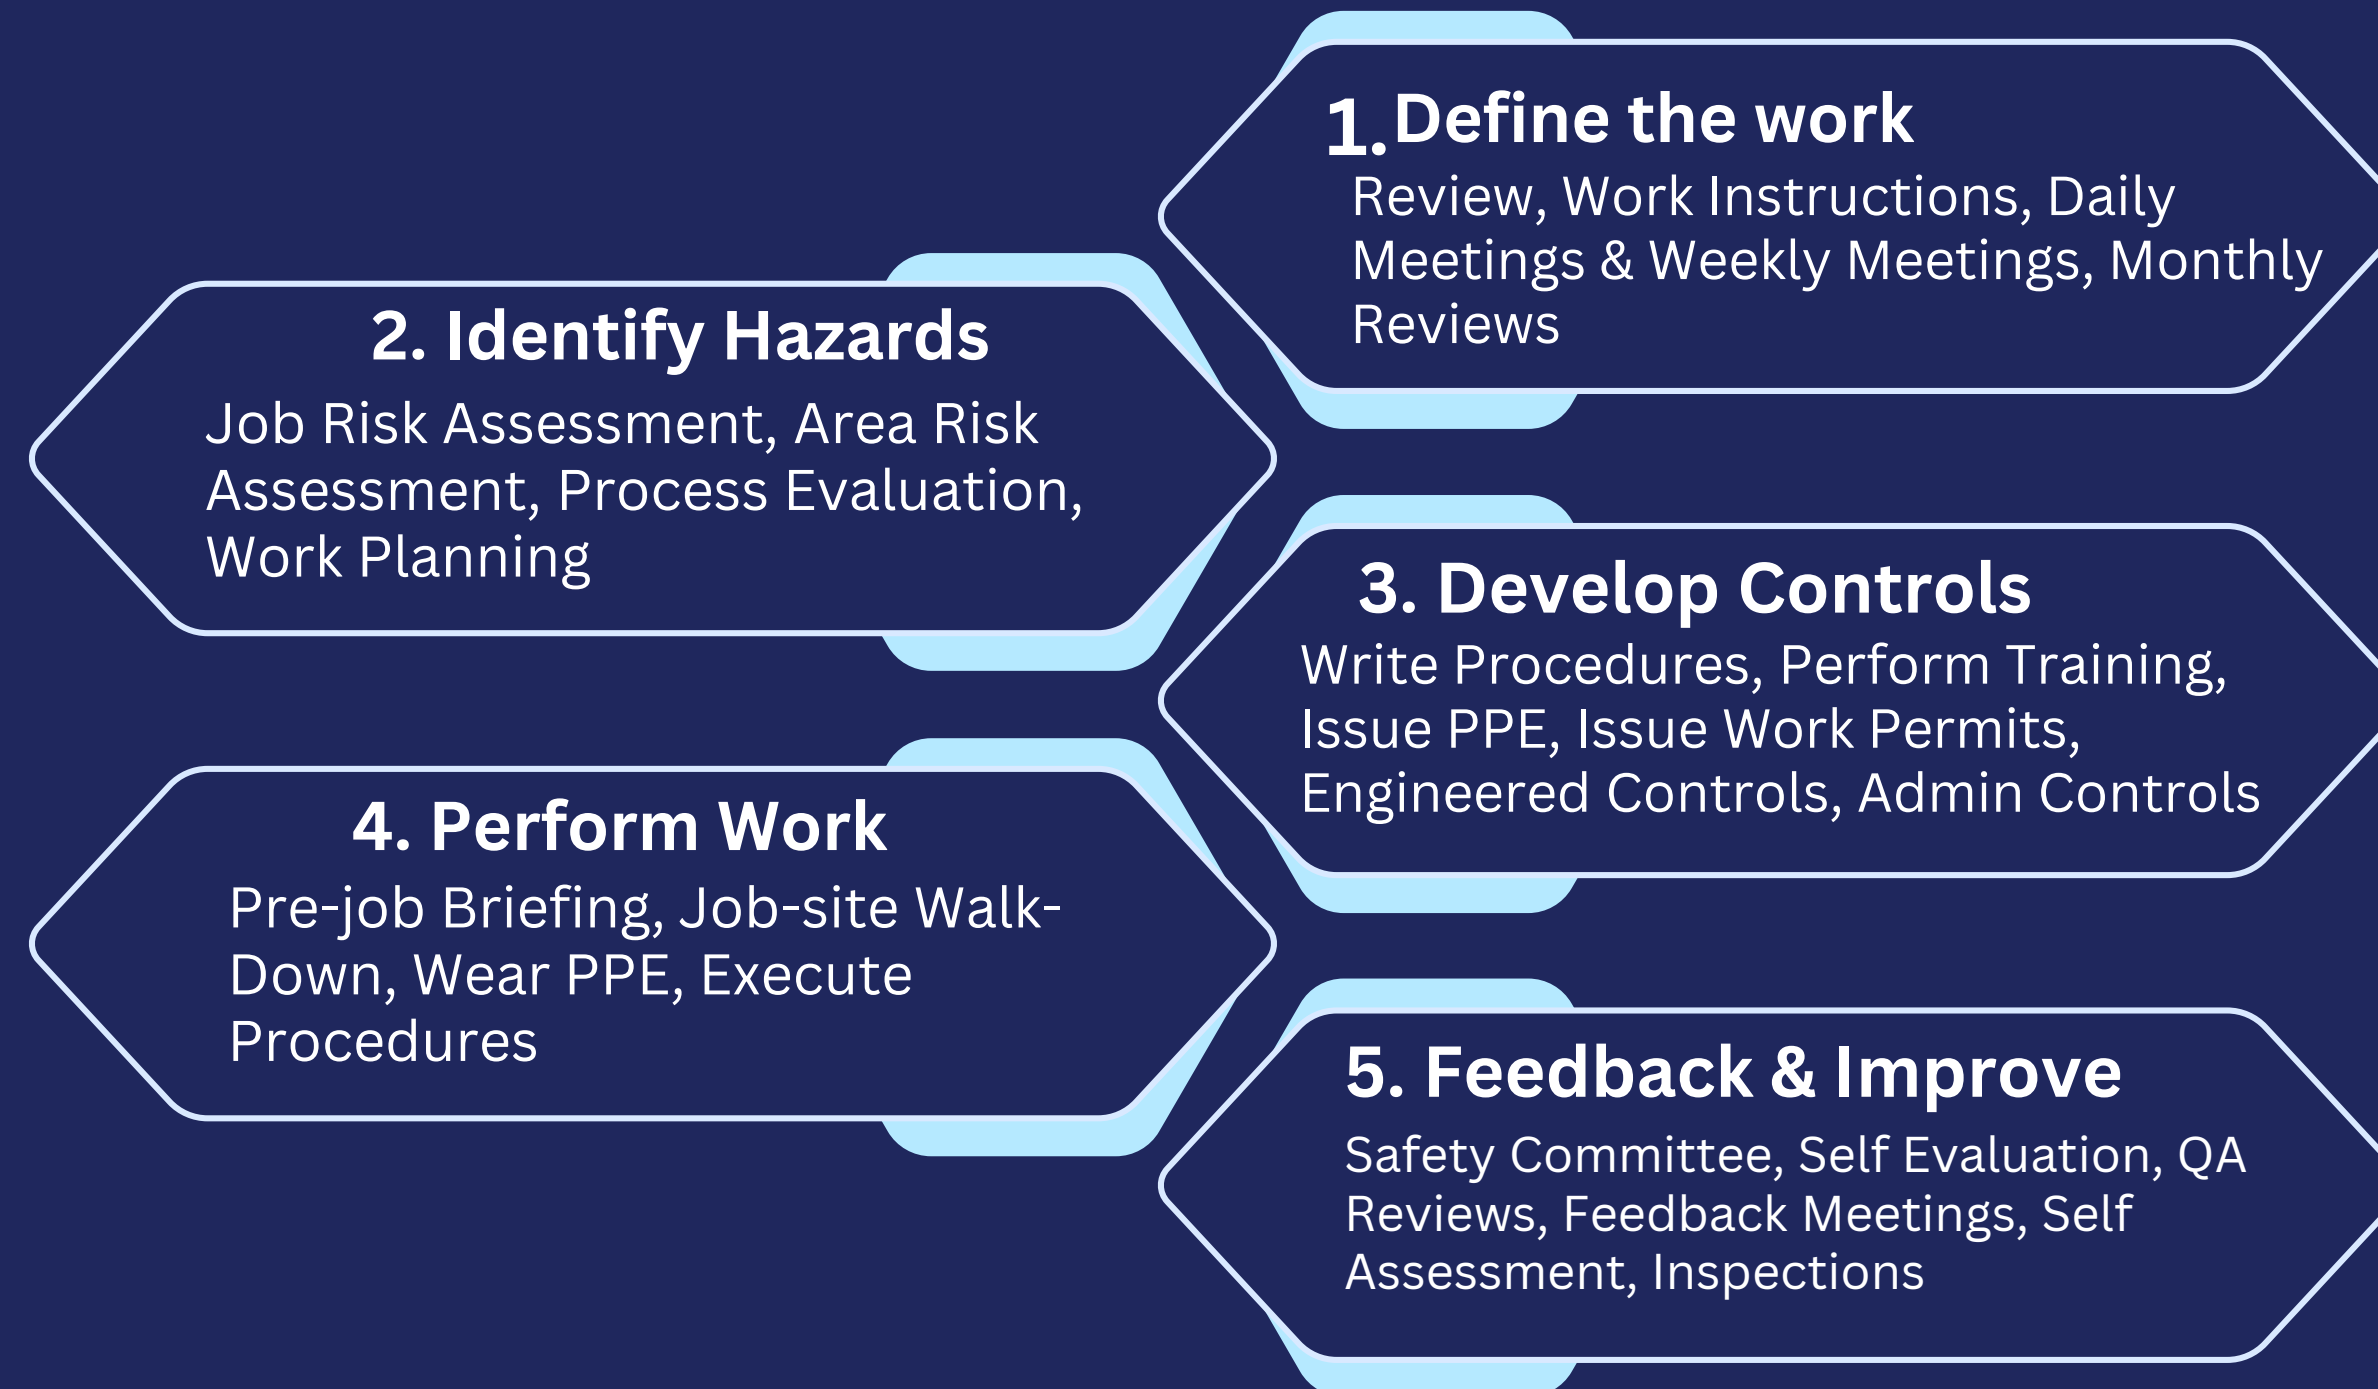 1. Define the work
Review, Work Instructions, Daily
Meetings & Weekly Meetings, Monthly
Reviews
2. Identify Hazards
Job Risk Assessment, Area Risk
Assessment, Process Evaluation,
Work Planning
3. Develop Controls
Write Procedures, Perform Training,
Issue PPE, Issue Work Permits,
Engineered Controls, Admin Controls
4. Perform Work
Pre-job Briefing, Job-site Walk-
Down, Wear PPE, Execute
Procedures
5. Feedback & Improve
Safety Committee, Self Evaluation, QA
Reviews, Feedback Meetings, Self
Assessment, Inspections